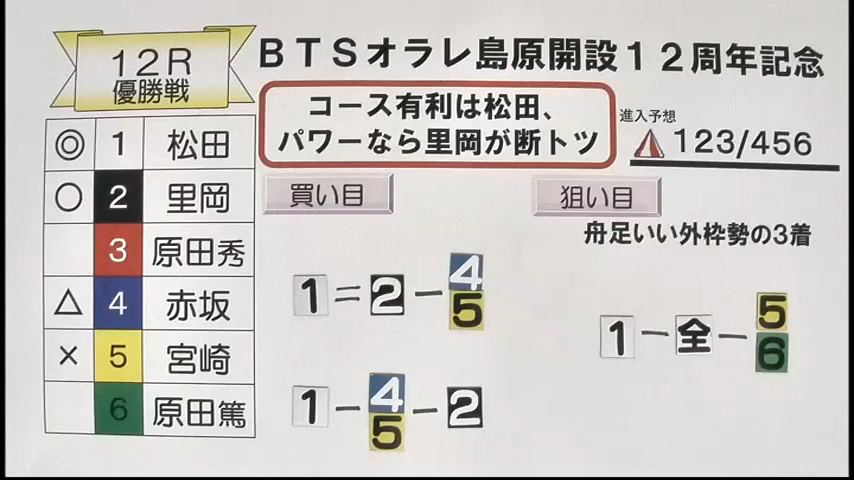 12R
優勝戦
BTSオラレ島原開設12周年記念
コース有利は松田、
パワーなら里岡が断トツ
進入予想
123/456
◎ 1 松田
○ 2 里岡
3 原田秀
△ 4 赤坂
× 5 宮崎
6 原田篤
買い目
1=2-4
5
1-4-2
5
狙い目
舟足いい外枠勢の3着
1-全-5
6